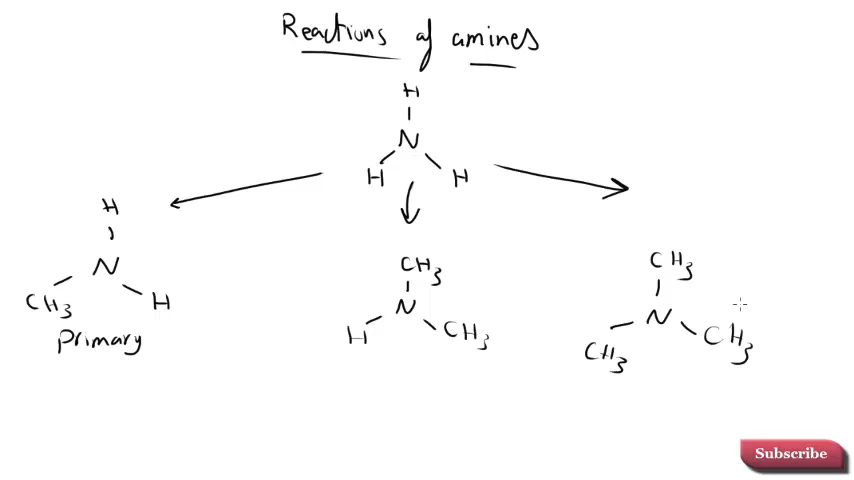 Reactions of amines
H
N
H H
H
N
CH3 H
Primary
CH3
N
H CH3
CH3
N
CH3 CH3
Subscribe